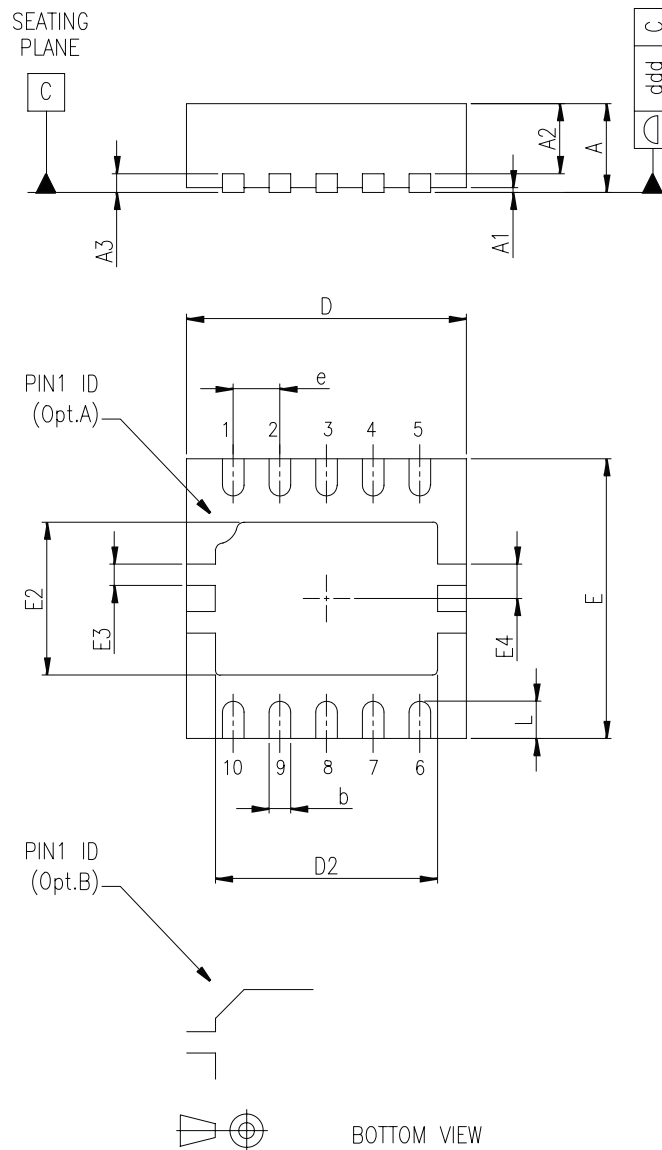 SEATING
PLANE
C
C
ddd
A2
A
A3
A1
D
PIN1 ID
(Opt.A)
e
1 2 3 4 5
E2
E3
E4
E
L
10 9 8 7 6
b
D2
PIN1 ID
(Opt.B)
BOTTOM VIEW